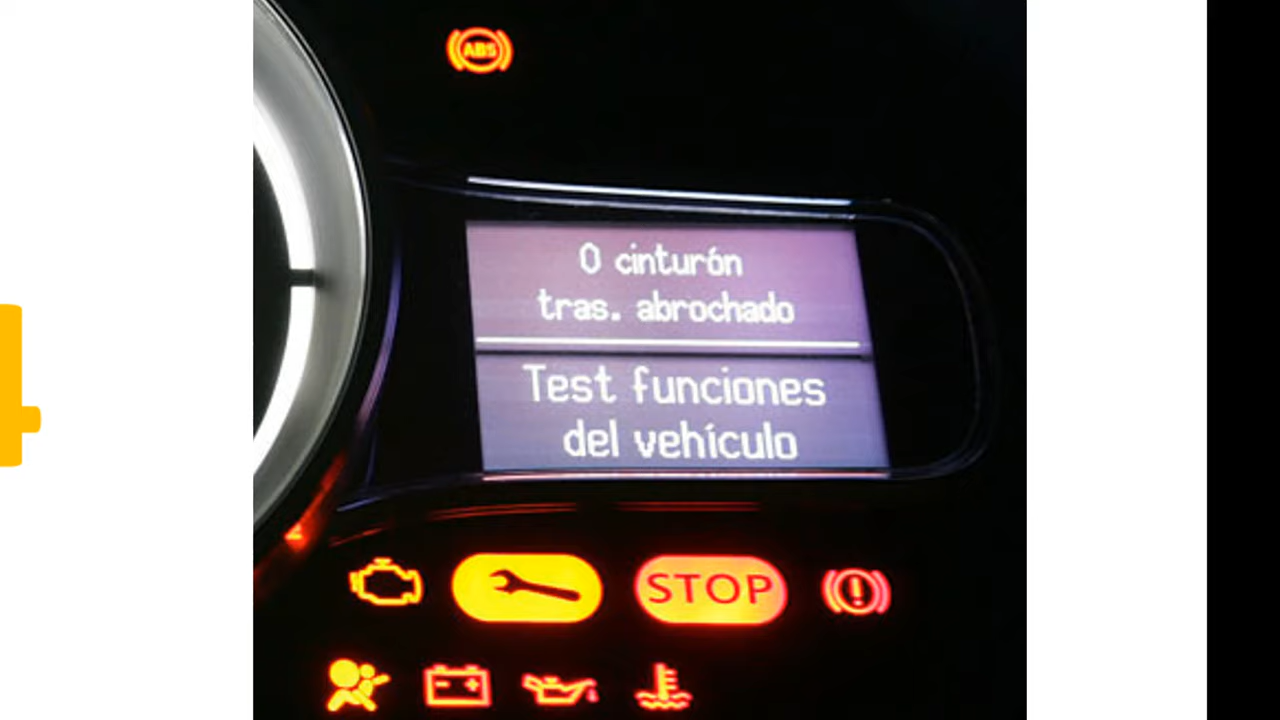 ABS
0 cinturón
tras. abrochado
Test funciones
del vehículo
STOP